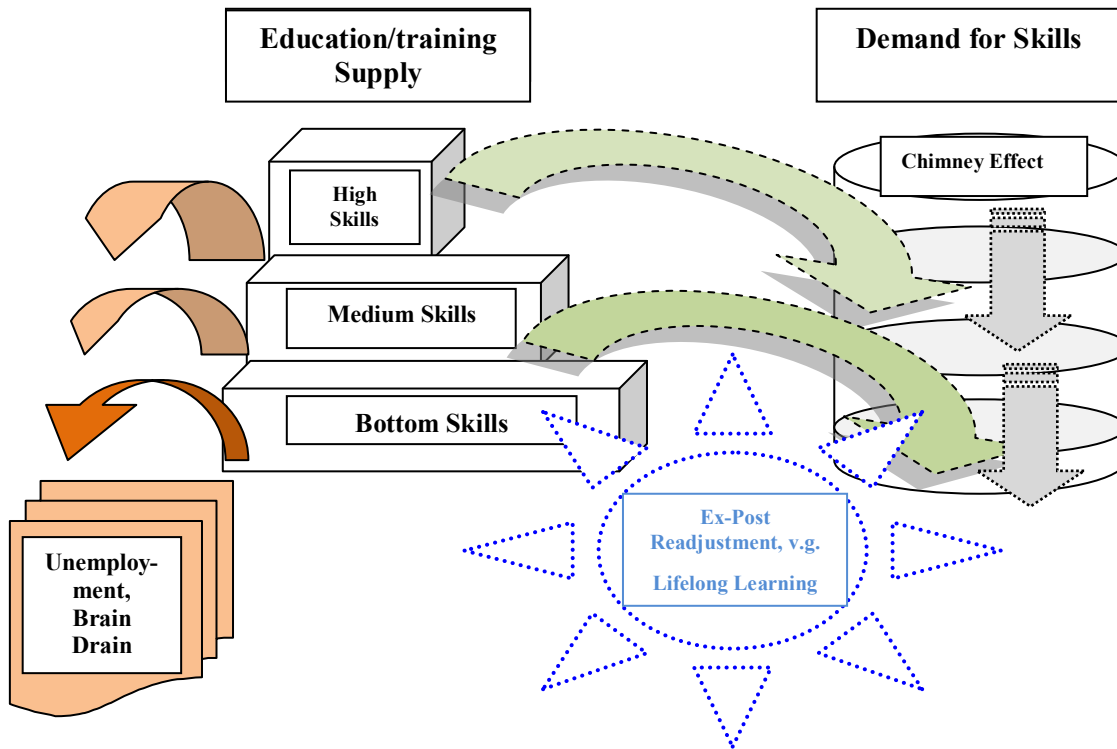 Education/training
Supply
Demand for Skills
Chimney Effect
High
Skills
Medium Skills
Bottom Skills
Ex-Post
Readjustment, v.g.
Lifelong Learning
Unemploy-
ment,
Brain
Drain